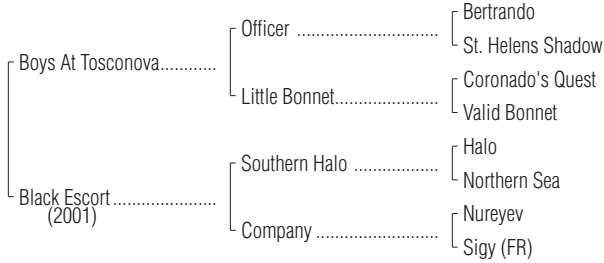 Bertrando
Officer ................................
St. Helens Shadow
Boys At Tosconova............
Coronado's Quest
Little Bonnet.......................
Valid Bonnet
Halo
Southern Halo ...................
Northern Sea
Black Escort.......................
(2001)
Nureyev
Company ...........................
Sigy (FR)